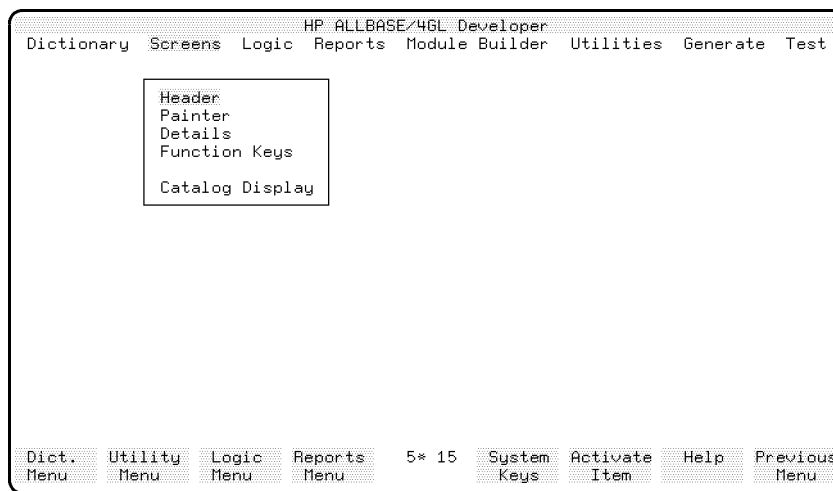 HP ALLBASE/4GL Developer
Dictionary Screens Logic Reports Module Builder Utilities Generate Test
Header
Painter
Details
Function Keys
Catalog Display
Dict. Utility Logic Reports 5* 15 System Activate Help Previous
Menu Menu Menu Menu Keys Item Menu